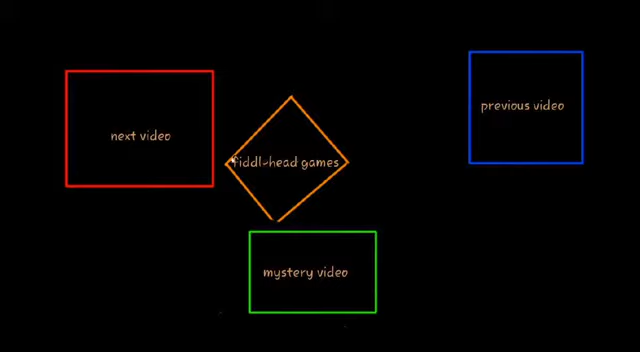 previous video
next video
fiddl-head games
mystery video